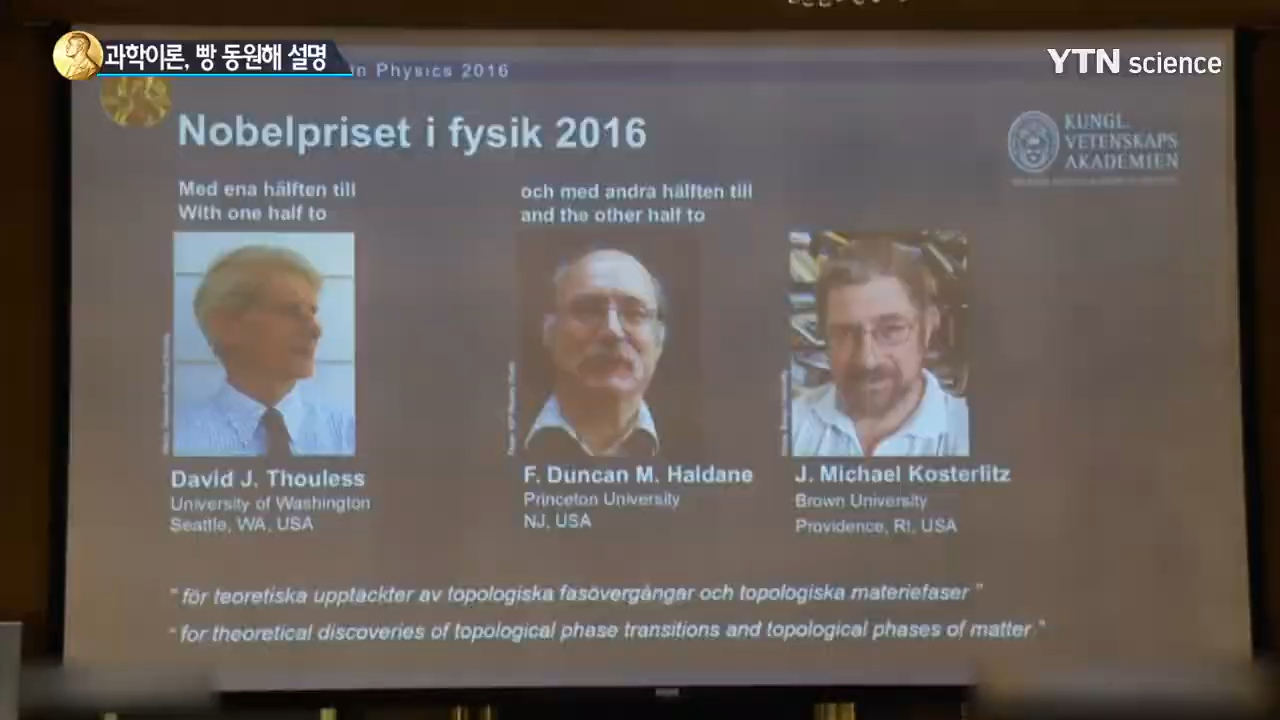 과학이론, 빵 동원해 설명
YTN science
in Physics 2016
Nobelpriset i fysik 2016
KUNGL.
VETENSKAPS
AKADEMIEN
Med ena hälften till
With one half to
och med andra hälften till
and the other half to
David J. Thouless
University of Washington
Seattle, WA, USA
F. Duncan M. Haldane
Princeton University
NJ, USA
J. Michael Kosterlitz
Brown University
Providence, RI, USA
" för teoretiska upptäckter av topologiska fasövergångar och topologiska materiefaser "
" for theoretical discoveries of topological phase transitions and topological phases of matter "